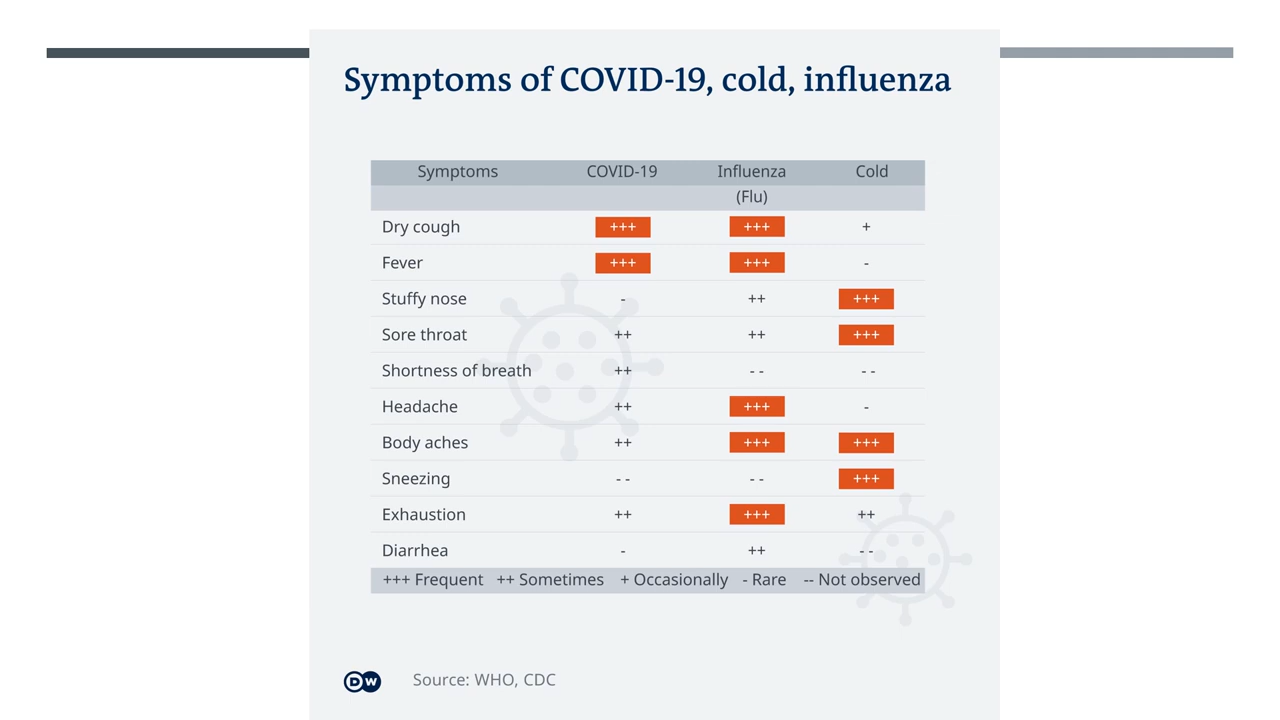 Symptoms of COVID-19, cold, influenza
Symptoms COVID-19 Influenza Cold
(Flu)
Dry cough +++ +++ +
Fever +++ +++ -
Stuffy nose - ++ +++
Sore throat ++ ++ +++
Shortness of breath ++ - - - -
Headache ++ +++ -
Body aches ++ +++ +++
Sneezing - - - - +++
Exhaustion ++ +++ ++
Diarrhea - ++ - -
+++ Frequent ++ Sometimes + Occasionally - Rare -- Not observed
DW Source: WHO, CDC